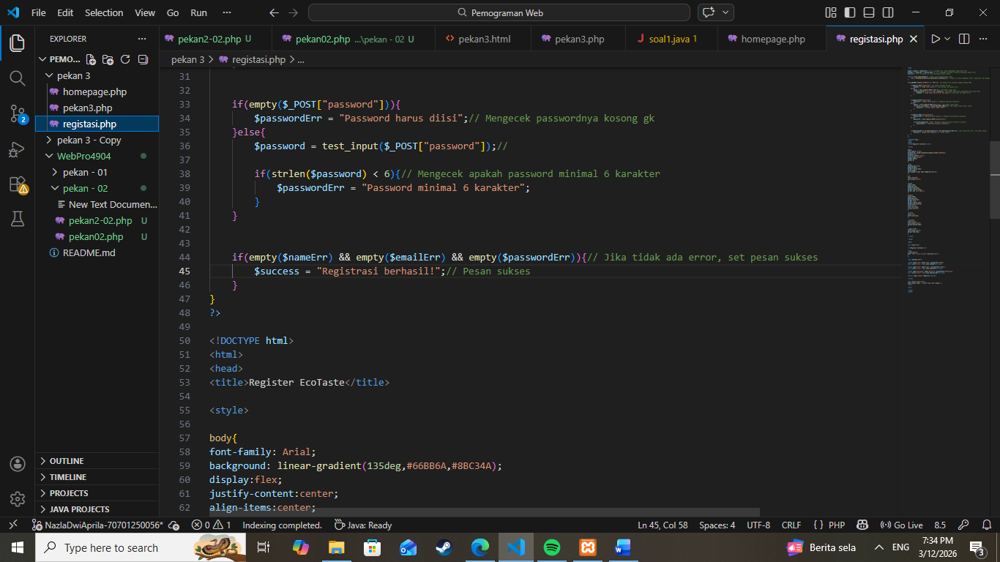 File Edit Selection View Go Run ··· Pemograman Web
EXPLORER ···
pekan2-02.php U pekan02.php ...\pekan - 02 U pekan3.html pekan3.php J soal1.java 1 homepage.php registasi.php
PEMO...
pekan 3 > registasi.php > ...
pekan 3
homepage.php
pekan3.php
registasi.php
pekan 3 - Copy
WebPro4904
pekan - 01
pekan - 02
New Text Documen...
pekan2-02.php U
pekan02.php U
README.md
OUTLINE
TIMELINE
PROJECTS
JAVA PROJECTS
2
31
32
33 if(empty($_POST["password"])){
34 $passwordErr = "Password harus diisi";// Mengecek passwordnya kosong gk
35 }else{
36 $password = test_input($_POST["password"]);//
37
38 if(strlen($password) < 6){// Mengecek apakah password minimal 6 karakter
39 $passwordErr = "Password minimal 6 karakter";
40 }
41 }
42
43
44 if(empty($nameErr) && empty($emailErr) && empty($passwordErr)){// Jika tidak ada error, set pesan sukses
45 $success = "Registrasi berhasil!";// Pesan sukses
46 }
47 }
48 ?>
49
50 <!DOCTYPE html>
51 <html>
52 <head>
53 <title>Register EcoTaste</title>
54
55 <style>
56
57 body{
58 font-family: Arial;
59 background: linear-gradient(135deg,#66BB6A,#8BC34A);
60 display:flex;
61 justify-content:center;
62 align-items:center;
NazlaDwiAprila-70701250056* 0 1 Indexing completed. Java: Ready Ln 45, Col 58 Spaces: 4 UTF-8 CRLF { } PHP Go Live 8.5
Type here to search
Berita sela
ENG
7:34 PM
3/12/2026
3